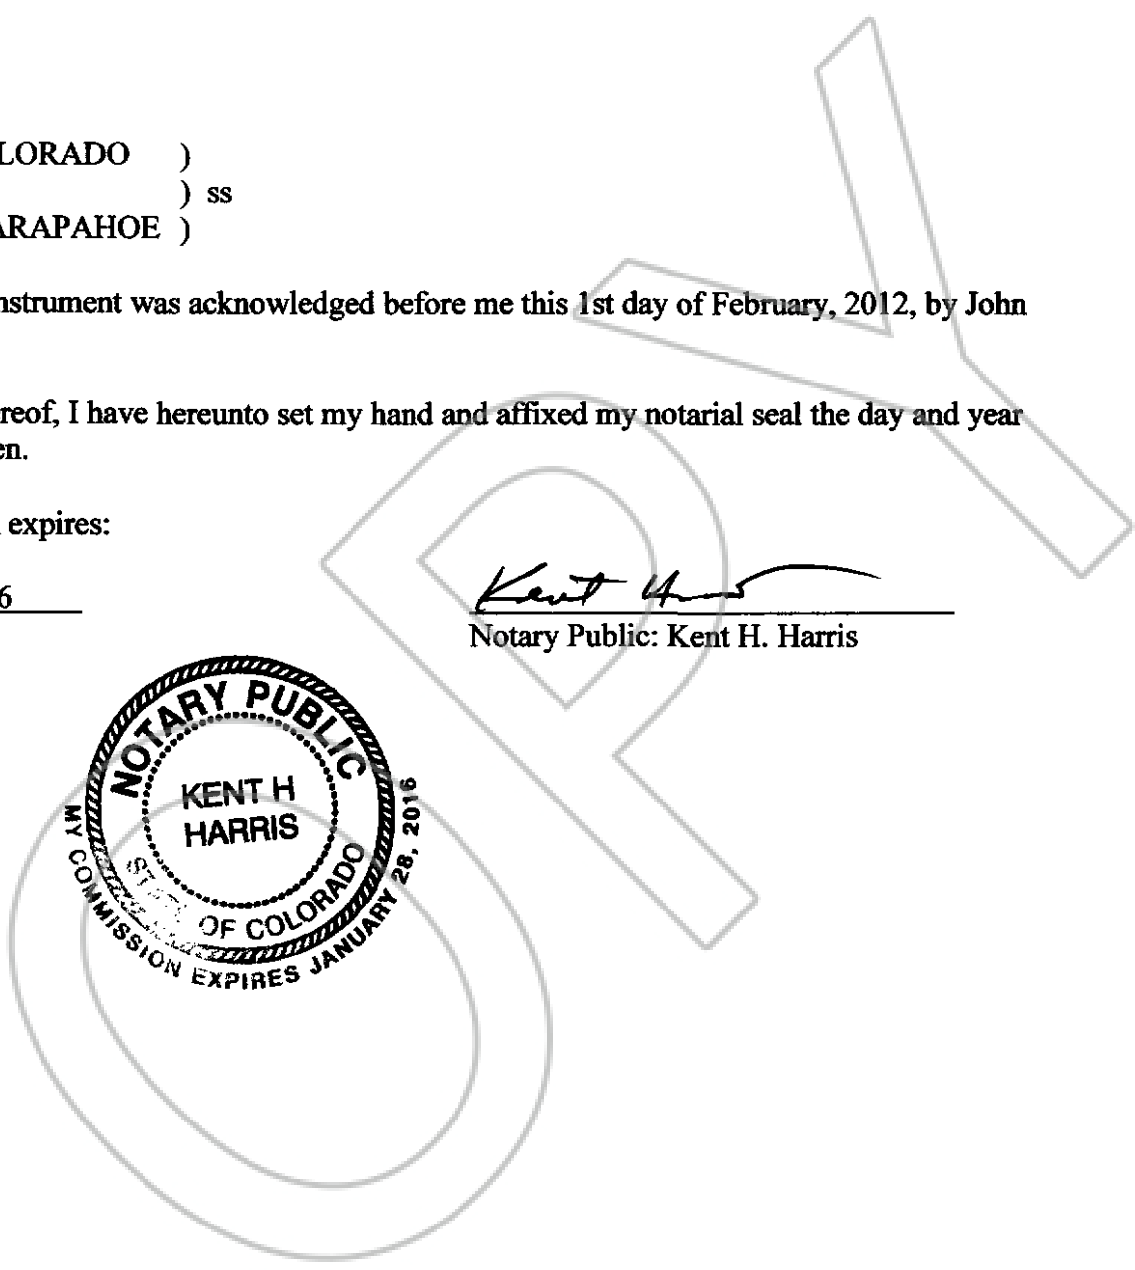 LORADO )
) ss
ARAPAHOE )
nstrument was acknowledged before me this 1st day of February, 2012, by John
reof, I have hereunto set my hand and affixed my notarial seal the day and year
en.
expires:
6
Kent H
Notary Public: Kent H. Harris
NOTARY PUBLIC
KENT H
HARRIS
STATE OF COLORADO
MY COMMISSION EXPIRES JANUARY 28, 2016
OPY